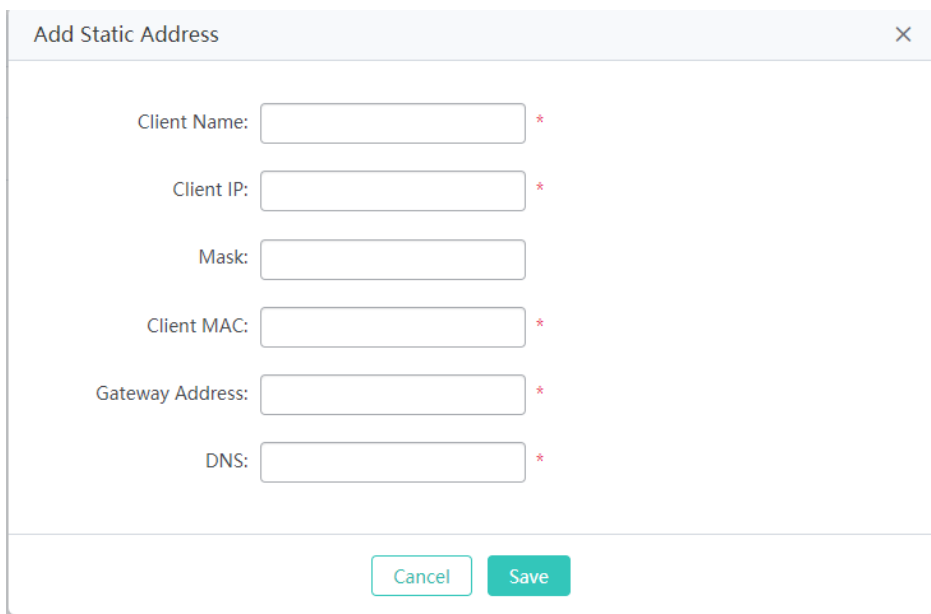 Add Static Address
Client Name: *
Client IP: *
Mask:
Client MAC: *
Gateway Address: *
DNS: *
Cancel Save